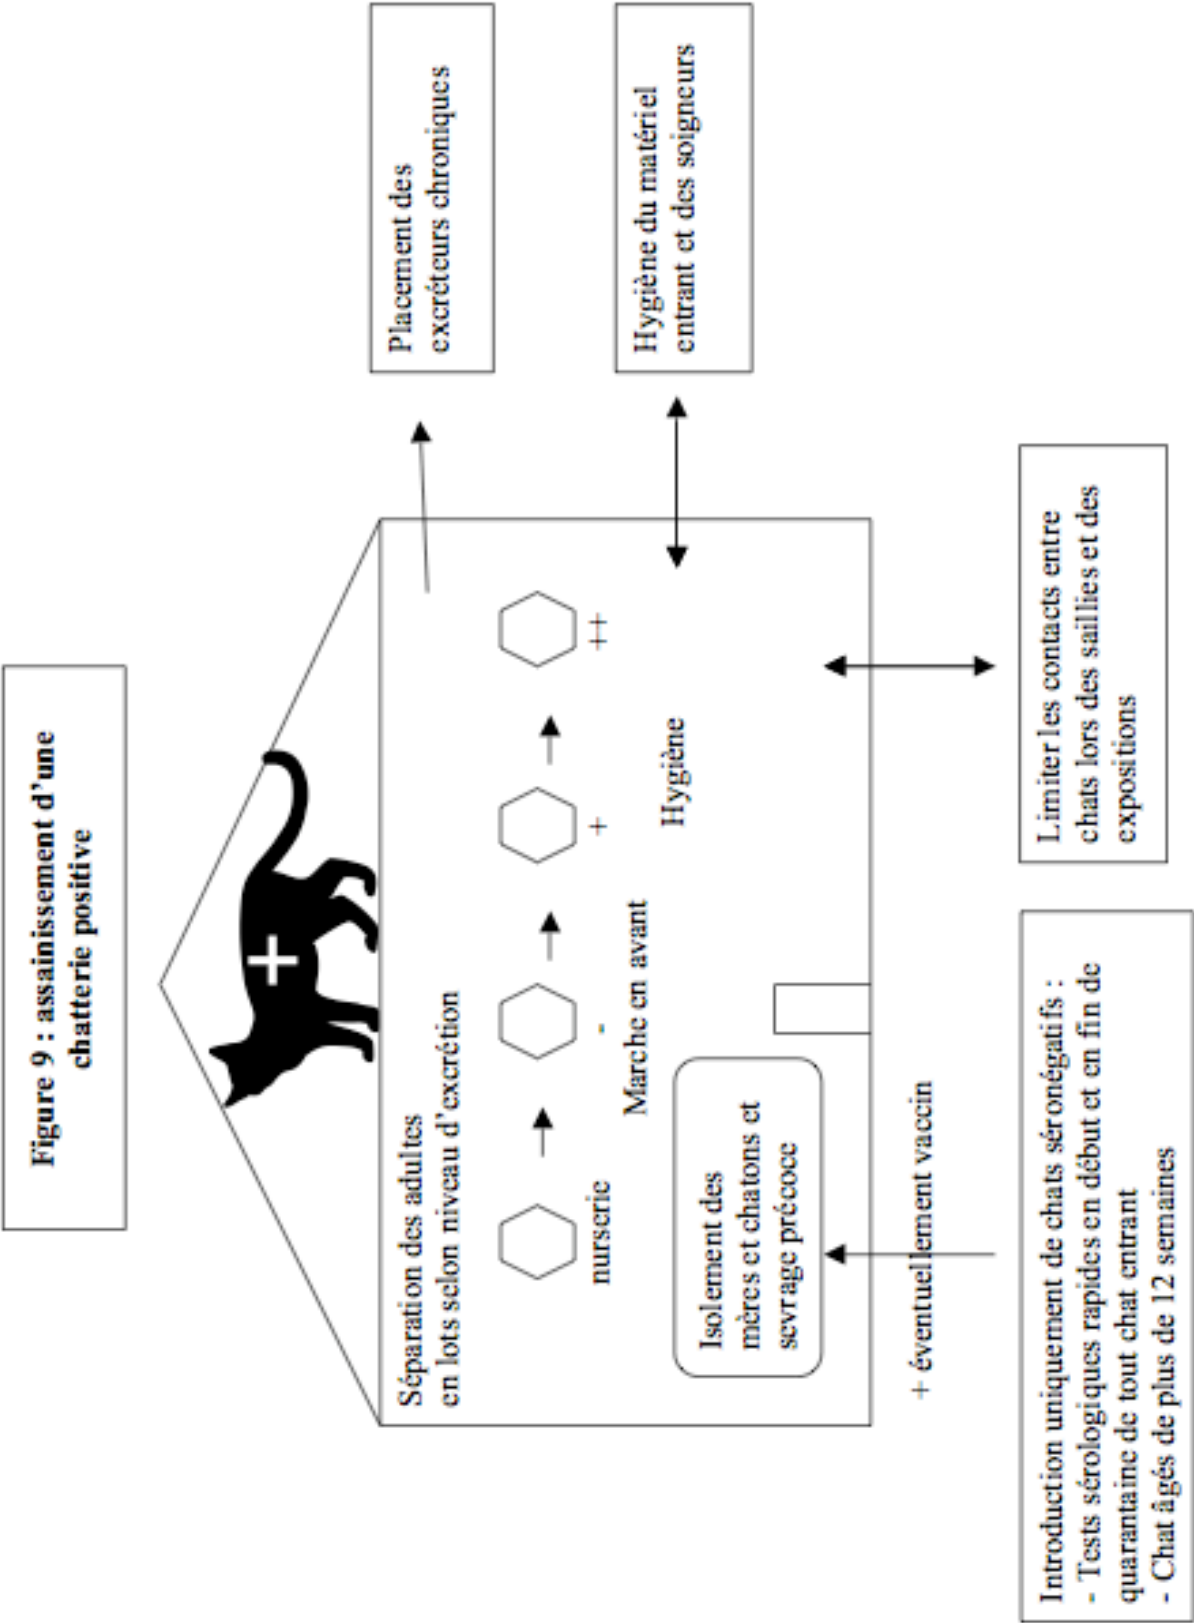 Figure 9 : assainissement d'une
chatterie positive
Placement des
excréteurs chroniques
Séparation des adultes
en lots selon niveau d'excrétion
nurserie
-
+
++
Marche en avant
Hygiène
Hygiène du matériel
entrant et des soigneurs
Isolement des
mères et chatons et
sevrage précoce
+ éventuellement vaccin
Introduction uniquement de chats séronégatifs :
- Tests sérologiques rapides en début et en fin de
quarantaine de tout chat entrant
- Chat âgés de plus de 12 semaines
Limiter les contacts entre
chats lors des saillies et des
expositions